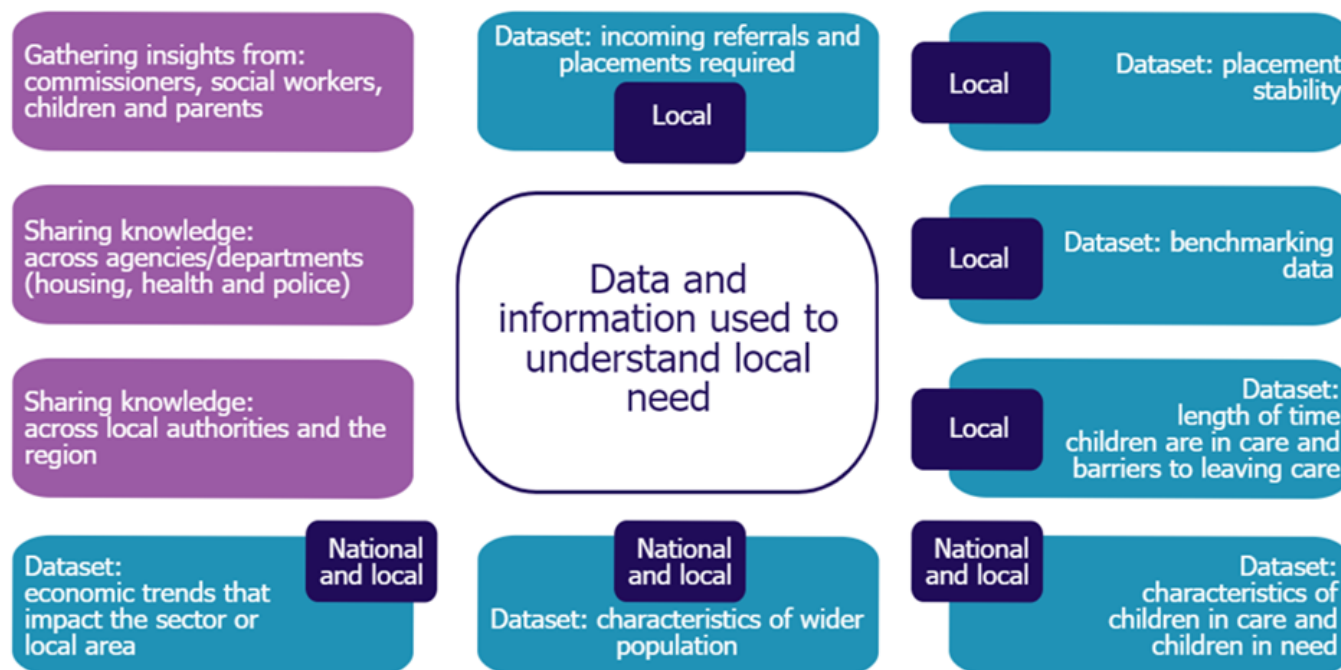 Gathering insights from:
commissioners, social workers,
children and parents
Dataset: incoming referrals and
placements required
Local
Local
Dataset: placement
stability
Sharing knowledge:
across agencies/departments
(housing, health and police)
Data and
information used to
understand local
need
Local
Dataset: benchmarking
data
Sharing knowledge:
across local authorities and the
region
Local
Dataset:
length of time
children are in care and
barriers to leaving care
National
and local
Dataset:
economic trends that
impact the sector or
local area
National
and local
Dataset: characteristics of wider
population
National
and local
Dataset:
characteristics of
children in care and
children in need